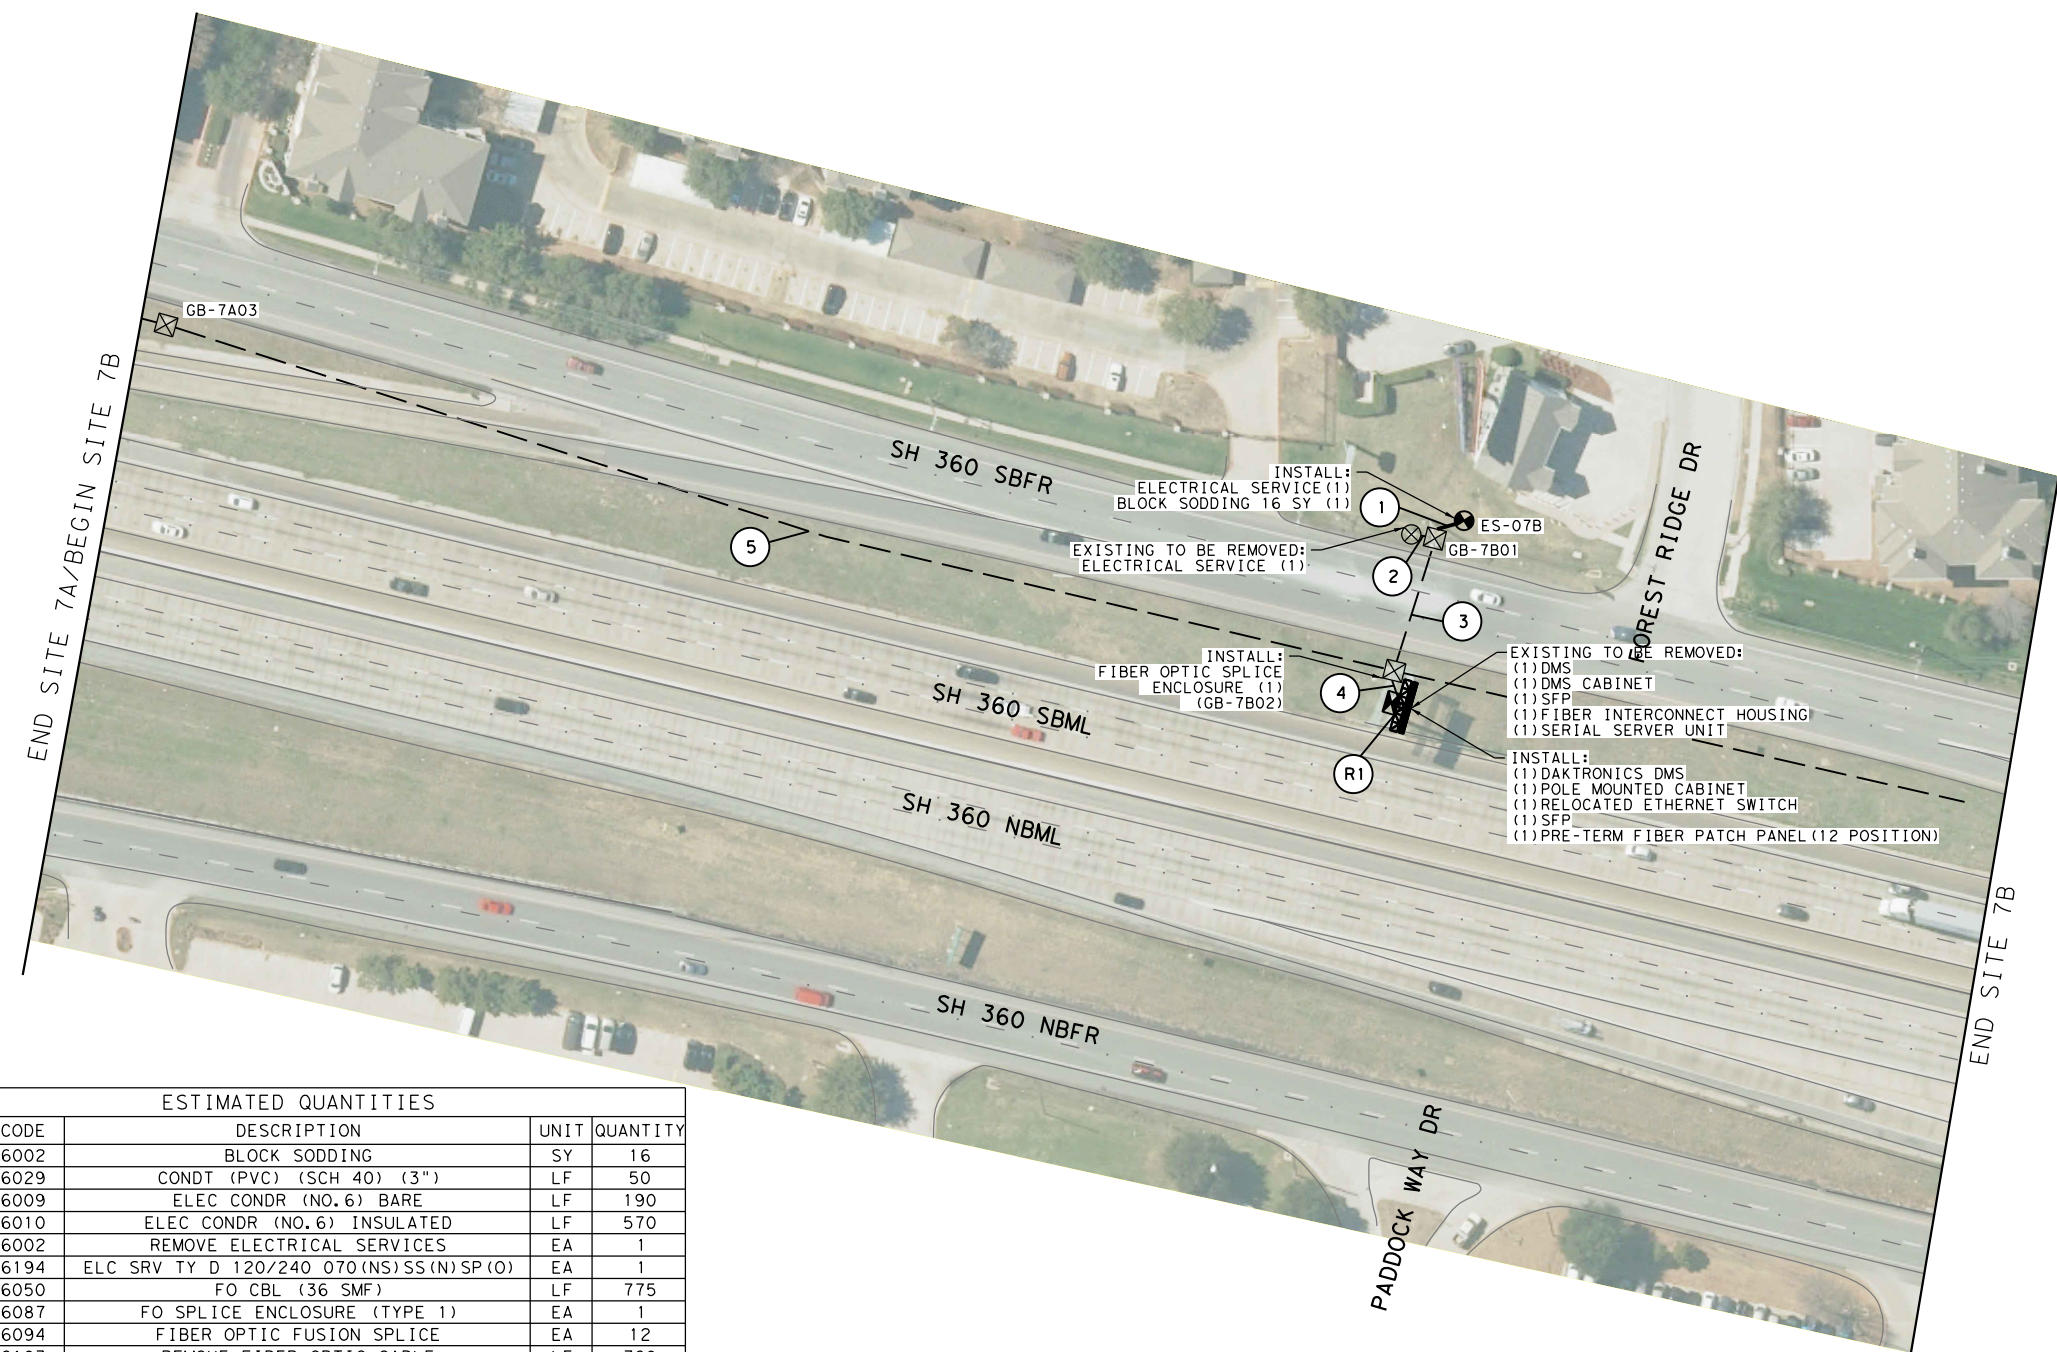 GB-7A03
END SITE 7A/BEGIN SITE 7B
SH 360 SBFR
INSTALL:
ELECTRICAL SERVICE(1)
BLOCK SODDING 16 SY (1)
1
ES-07B
EXISTING TO BE REMOVED:
ELECTRICAL SERVICE (1)
GB-7B01
2
3
5
FOREST RIDGE DR
INSTALL:
FIBER OPTIC SPLICE
ENCLOSURE (1)
(GB-7B02)
4
R1
EXISTING TO BE REMOVED:
(1)DMS
(1)DMS CABINET
(1)SFP
(1)FIBER INTERCONNECT HOUSING
(1)SERIAL SERVER UNIT
INSTALL:
(1)DAKTRONICS DMS
(1)POLE MOUNTED CABINET
(1)RELOCATED ETHERNET SWITCH
(1)SFP
(1)PRE-TERM FIBER PATCH PANEL(12 POSITION)
SH 360 SBML
SH 360 NBML
SH 360 NBFR
END SITE 7B
PADDOCK WAY DR
ESTIMATED QUANTITIES
CODE DESCRIPTION UNIT QUANTITY
6002 BLOCK SODDING SY 16
6029 CONDT (PVC) (SCH 40) (3") LF 50
6009 ELEC CONDR (NO.6) BARE LF 190
6010 ELEC CONDR (NO.6) INSULATED LF 570
6002 REMOVE ELECTRICAL SERVICES EA 1
6194 ELC SRV TY D 120/240 070(NS)SS(N)SP(O) EA 1
6050 FO CBL (36 SMF) LF 775
6087 FO SPLICE ENCLOSURE (TYPE 1) EA 1
6094 FIBER OPTIC FUSION SPLICE EA 12
REMOVE FIBER OPTIC CABLE LF